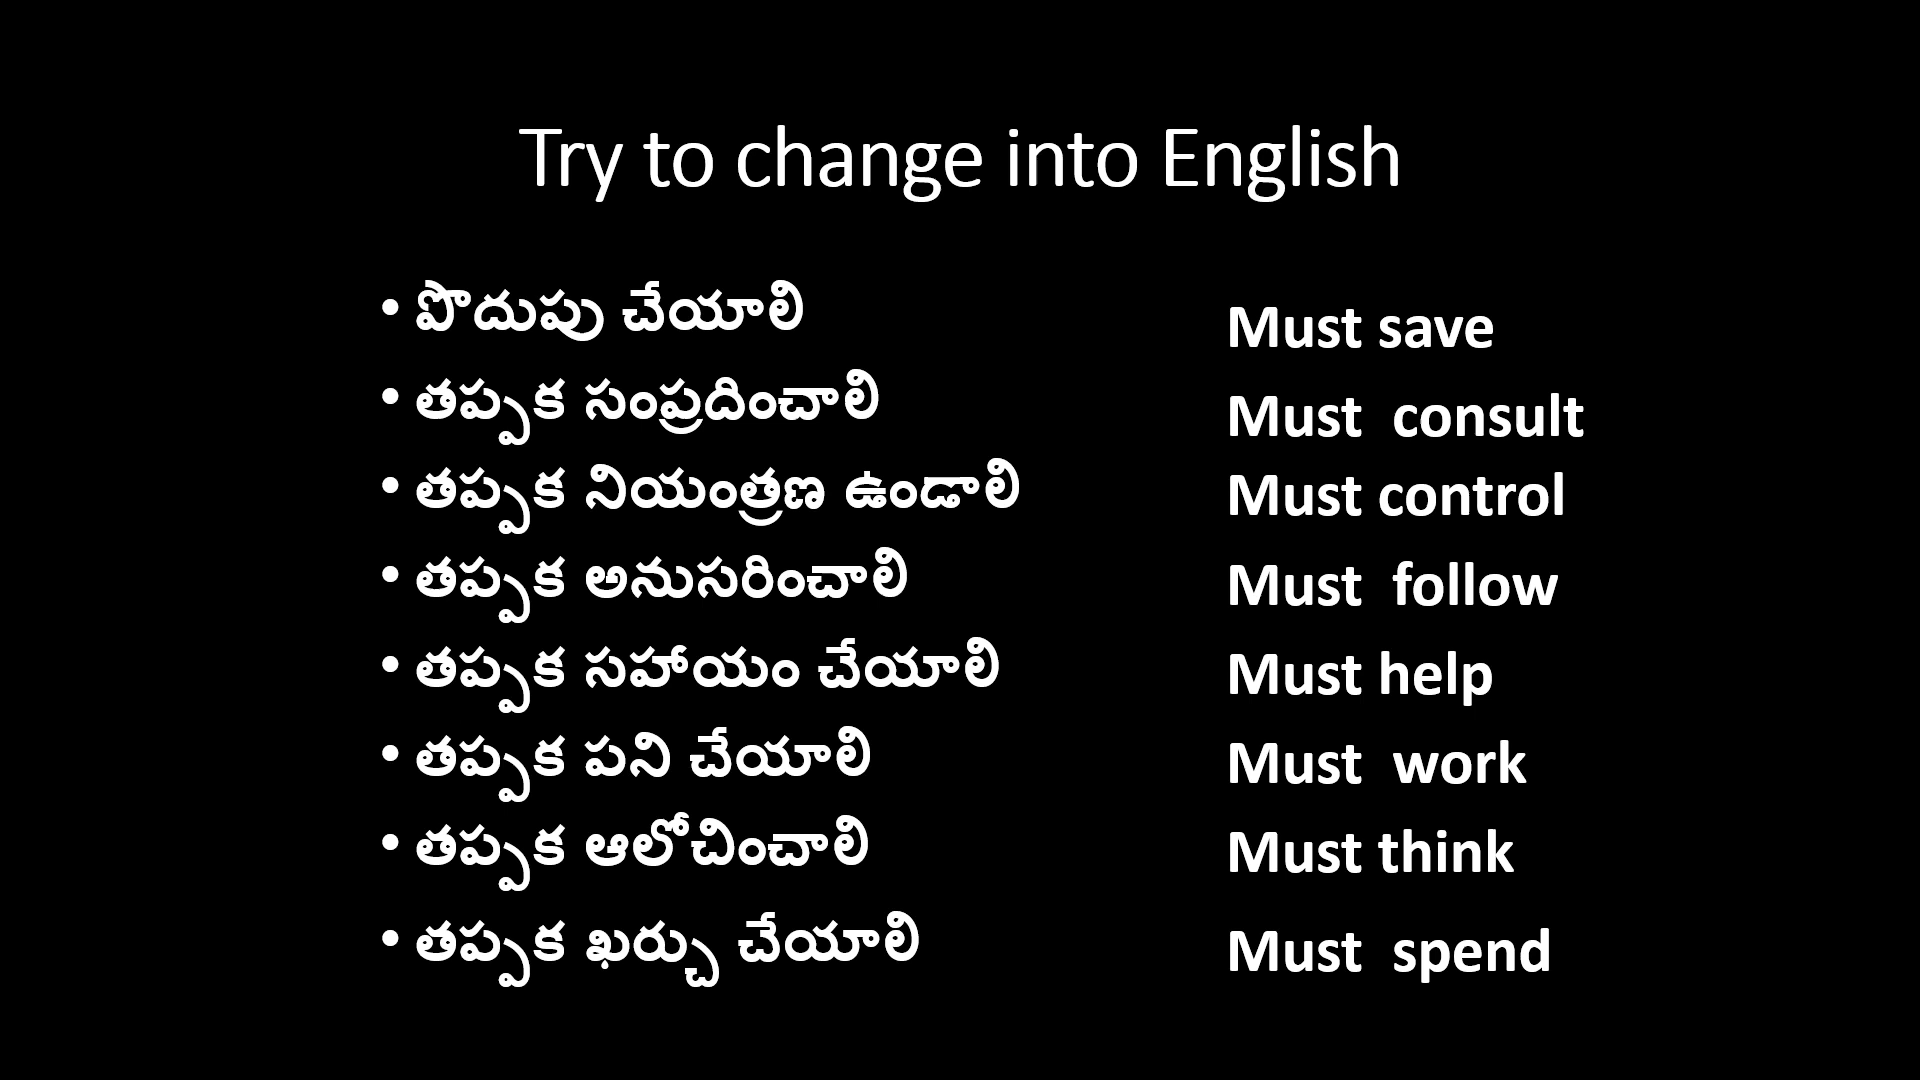 Try to change into English
• పొదుపు చేయాలి Must save
• తప్పక సంప్రదించాలి Must  consult
• తప్పక నియంత్రణ ఉండాలి Must control
• తప్పక అనుసరించాలి Must  follow
• తప్పక సహాయం చేయాలి Must help
• తప్పక పని చేయాలి Must  work
• తప్పక ఆలోచించాలి Must think
• తప్పక ఖర్చు చేయాలి Must  spend